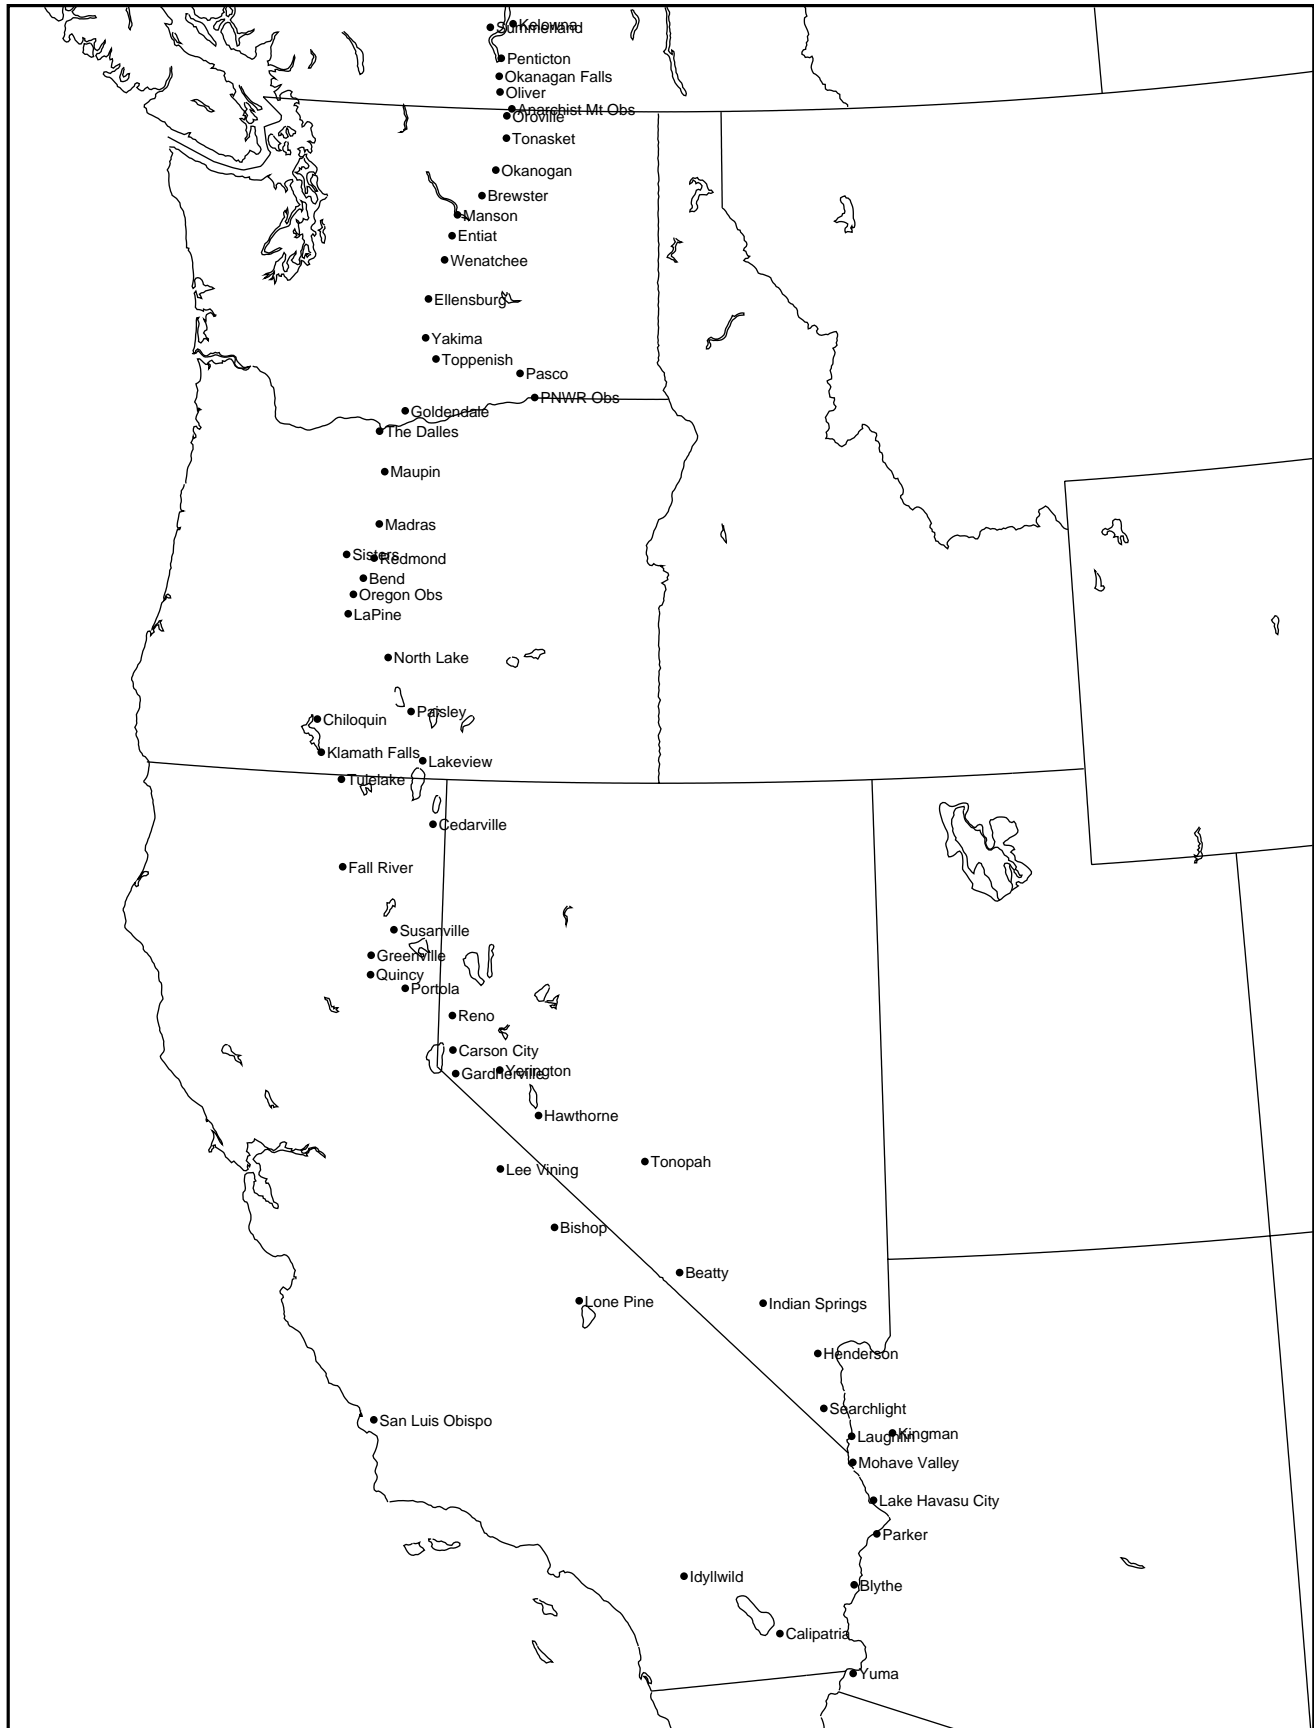 Kelowna
Summerland
Penticton
Okanagan Falls
Oliver
Anarchist Mt Obs
Oroville
Tonasket
Okanogan
Brewster
Manson
Entiat
Wenatchee
Ellensburg
Yakima
Toppenish
Pasco
PNWR Obs
Goldendale
The Dalles
Maupin
Madras
Sisters
Redmond
Bend
Oregon Obs
LaPine
North Lake
Paisley
Chiloquin
Klamath Falls
Lakeview
Tulelake
Cedarville
Fall River
Susanville
Greenville
Quincy
Portola
Reno
Carson City
Yerington
Gardnerville
Hawthorne
Tonopah
Lee Vining
Bishop
Beatty
Lone Pine
Indian Springs
Henderson
Searchlight
San Luis Obispo
Kingman
Laughlin
Mohave Valley
Lake Havasu City
Parker
Idyllwild
Blythe
Calipatria
Yuma